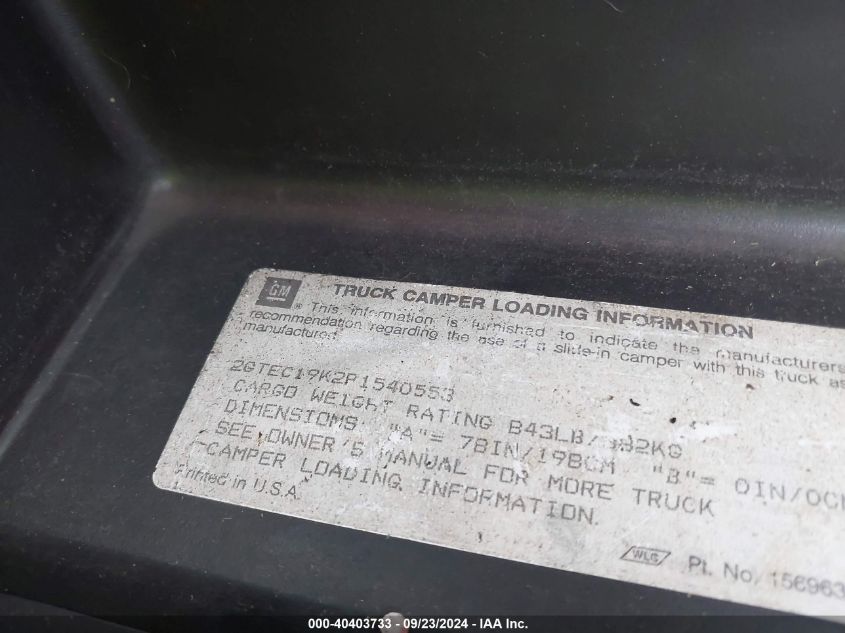 GM
TRUCK CAMPER LOADING INFORMATION
This information is furnished to indicate the manufacturers
recommendation regarding the use of a slide-in camper with this truck as
manufactured.
2GTEC19K2P1540553
CARGO WEIGHT RATING 843LB/382KG
DIMENSIONS: "A"= 78IN/198CM "B"= 0IN/0C
SEE OWNER'S MANUAL FOR MORE TRUCK
CAMPER LOADING INFORMATION.
Printed in U.S.A.
WLG Pt. No. 156963
000-40403733 - 09/23/2024 - IAA Inc.